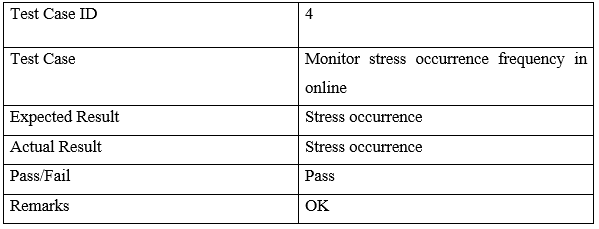 Test Case ID 4
Test Case Monitor stress occurrence frequency in
online
Expected Result Stress occurrence
Actual Result Stress occurrence
Pass/Fail Pass
Remarks OK